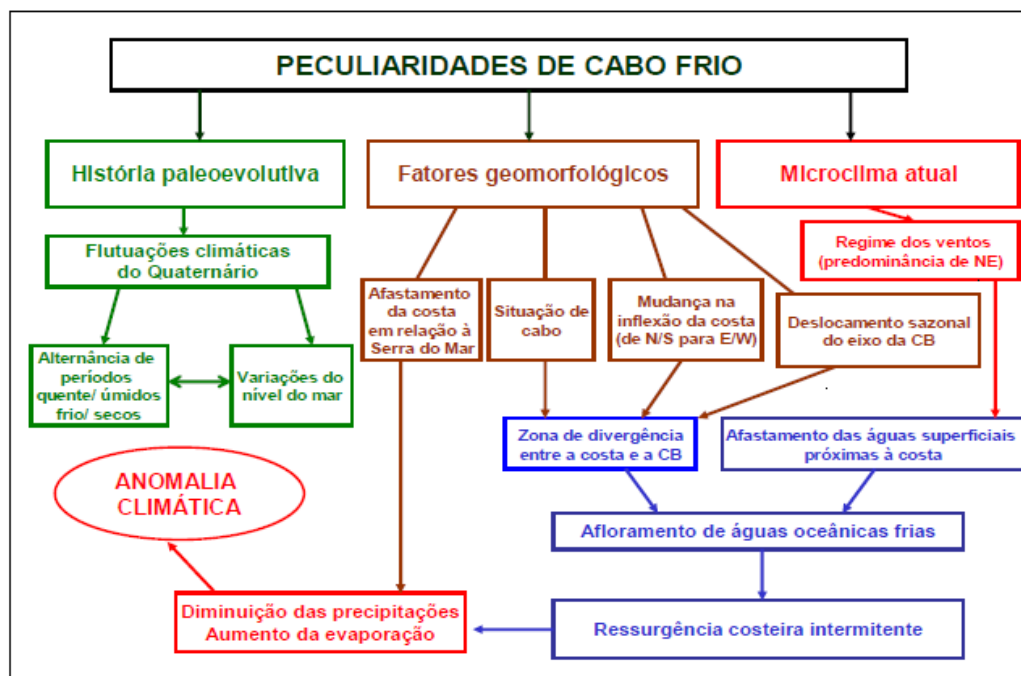 PECULIARIDADES DE CABO FRIO
História paleoevolutiva
Fatores geomorfológicos
Microclima atual
Flutuações climáticas
do Quaternário
Regime dos ventos
(predominância de NE)
Afastamento
da costa
em relação à
Serra do Mar
Situação de
cabo
Mudança na
inflexão da costa
(de N/S para E/W)
Deslocamento sazonal
do eixo da CB
Alternância de
períodos
quente/ úmidos
frio/ secos
Variações do
nível do mar
Zona de divergência
entre a costa e a CB
Afastamento das águas superficiais
próximas à costa
ANOMALIA
CLIMÁTICA
Afloramento de águas oceânicas frias
Diminuição das precipitações
Aumento da evaporação
Ressurgência costeira intermitente